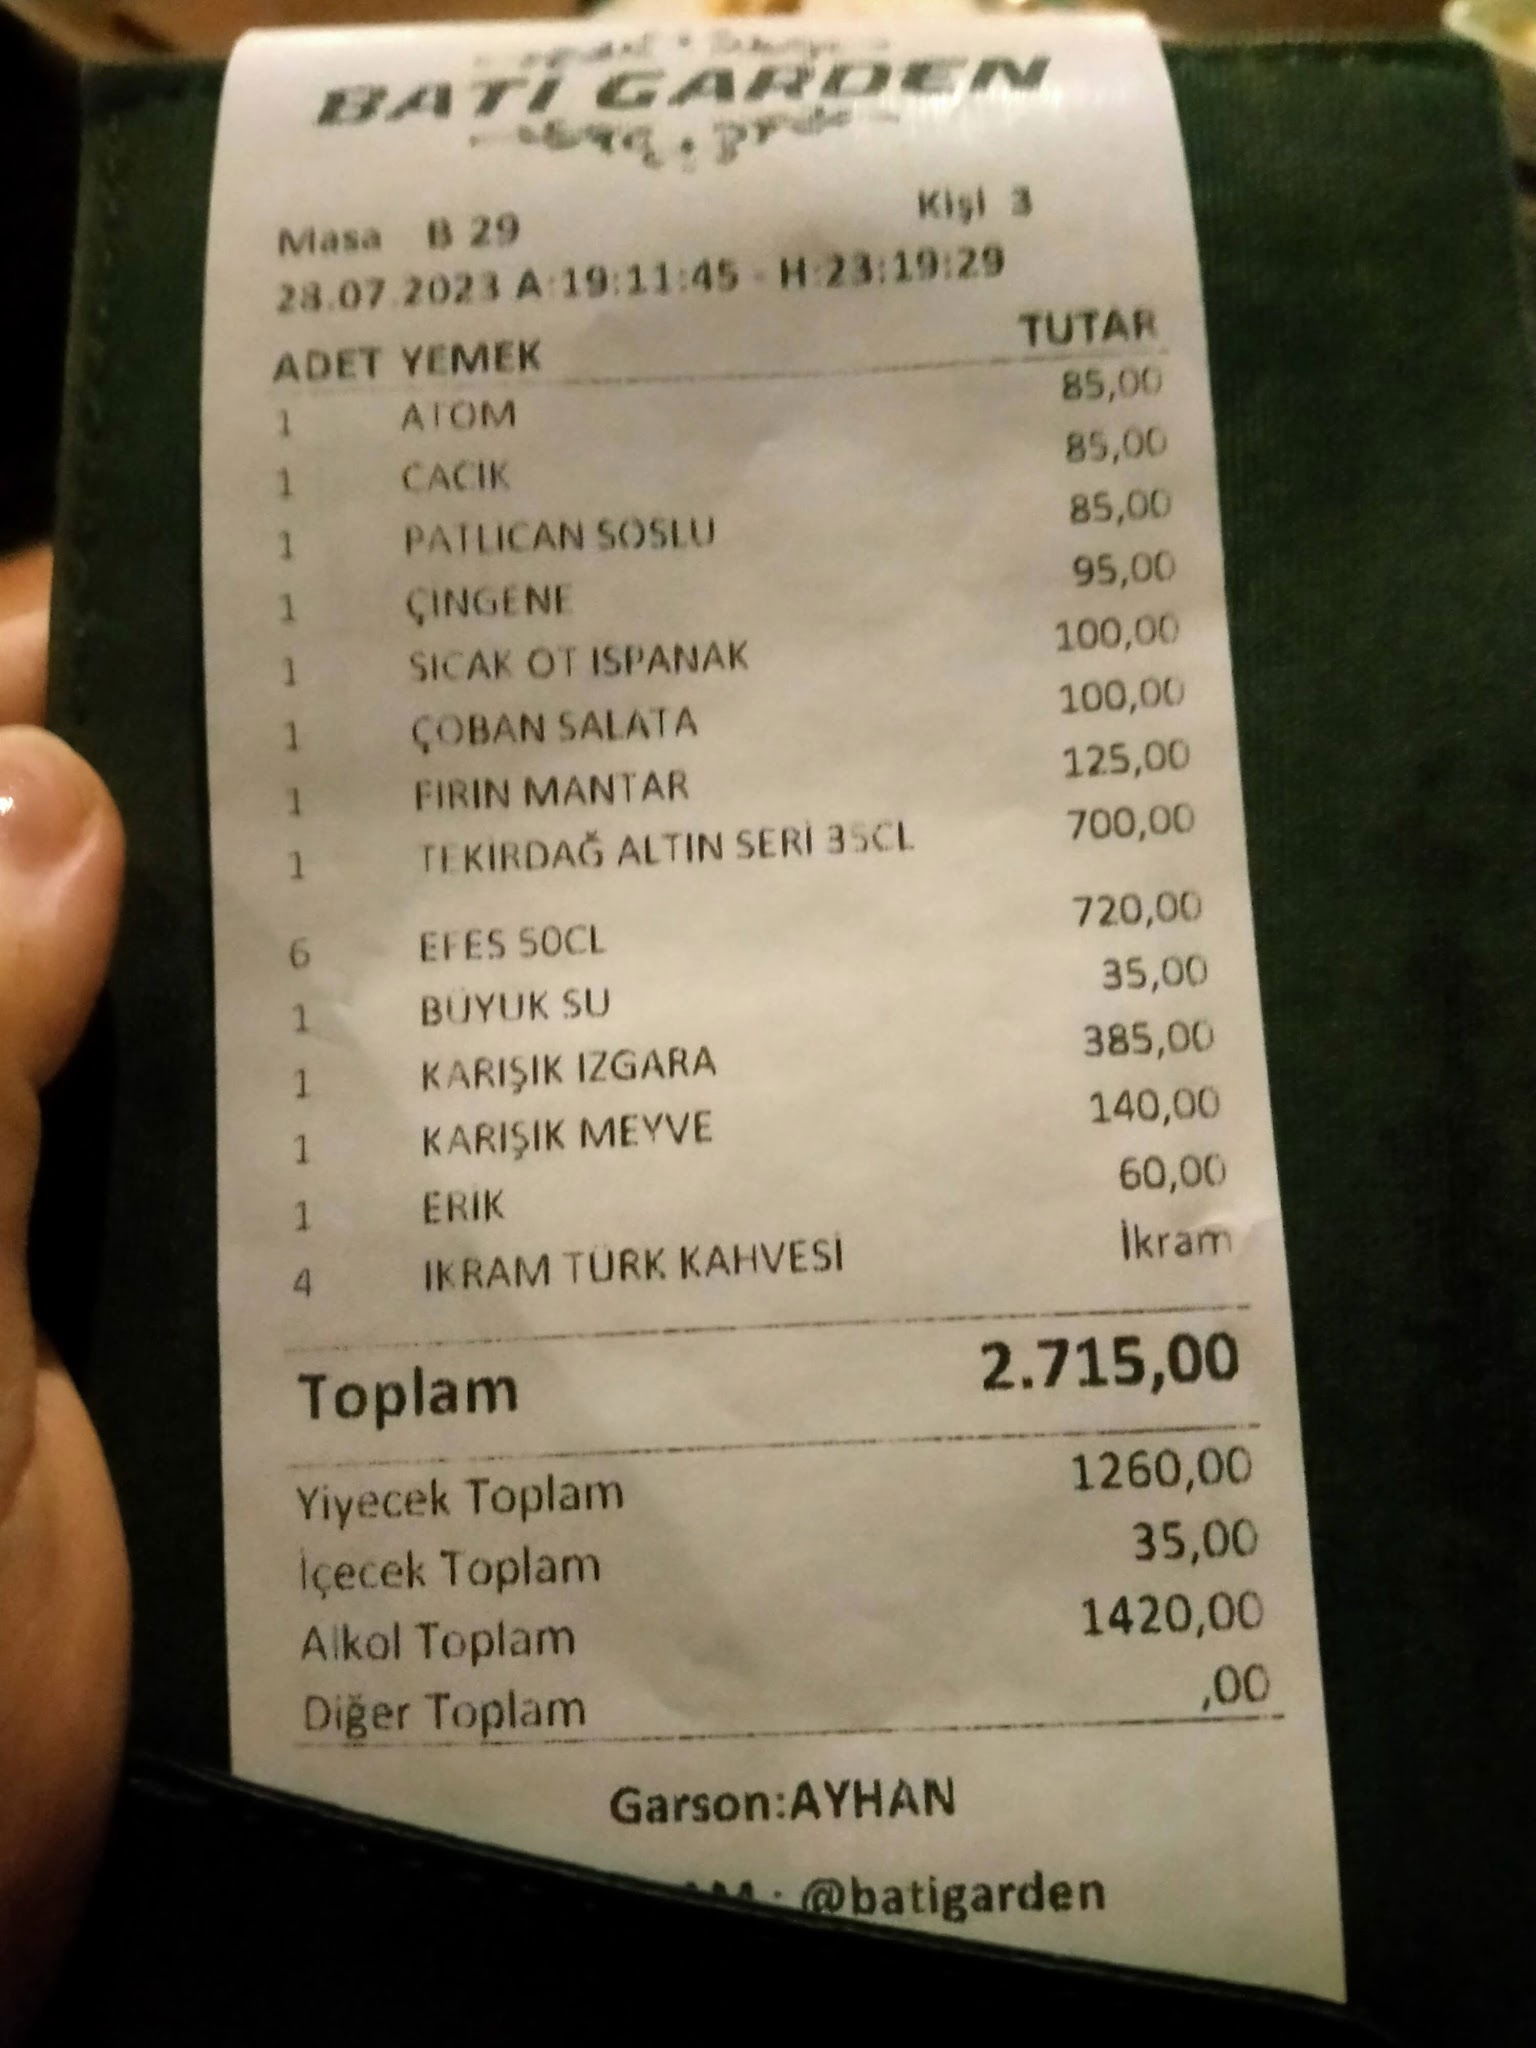 BATI GARDEN
Masa B 29 Kişi 3
28.07.2023 A:19:11:45 - H:23:19:29
ADET YEMEK TUTAR
1 ATOM 85,00
1 CACIK 85,00
1 PATLICAN SOSLU 85,00
1 ÇİNGENE 95,00
1 SICAK OT ISPANAK 100,00
1 ÇOBAN SALATA 100,00
1 FIRIN MANTAR 125,00
1 TEKİRDAĞ ALTIN SERİ 35CL 700,00
6 EFES 50CL 720,00
1 BÜYÜK SU 35,00
1 KARIŞIK IZGARA 385,00
1 KARIŞIK MEYVE 140,00
1 ERİK 60,00
4 İKRAM TÜRK KAHVESİ İkram
Toplam 2.715,00
Yiyecek Toplam 1260,00
İçecek Toplam 35,00
Alkol Toplam 1420,00
Diğer Toplam ,00
Garson:AYHAN
: @batigarden